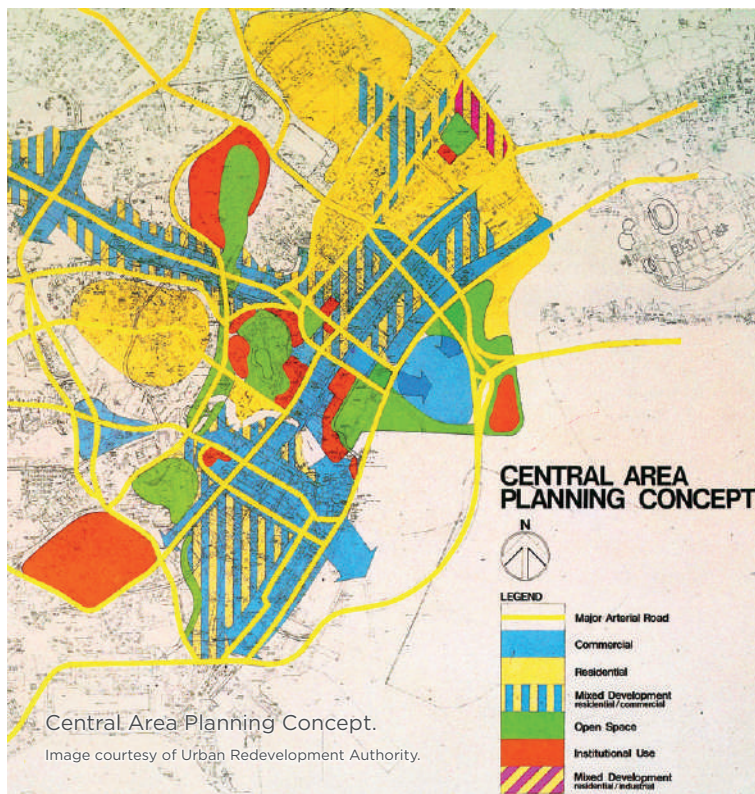 CENTRAL AREA
PLANNING CONCEPT
N
LEGEND
Major Arterial Road
Commercial
Residential
Mixed Development
residential/commercial
Open Space
Institutional Use
Mixed Development
residential/industrial
Central Area Planning Concept.
Image courtesy of Urban Redevelopment Authority.